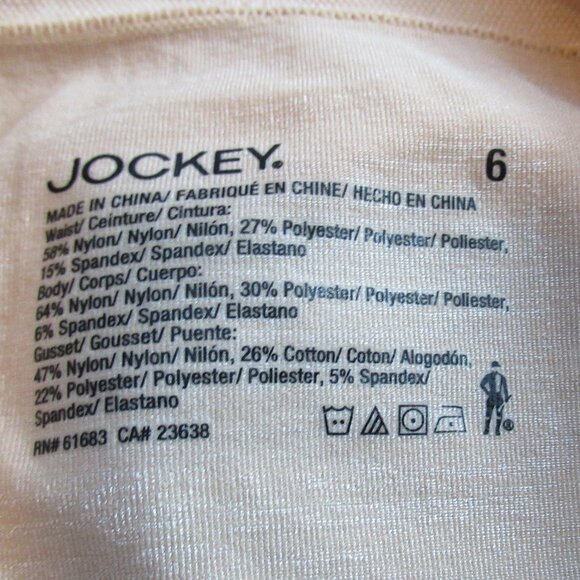 JOCKEY®
6
MADE IN CHINA/ FABRIQUÉ EN CHINE/ HECHO EN CHINA
Waist/ Ceinture/ Cintura:
58% Nylon/ Nylon/ Nilón, 27% Polyester/ Polyester/ Poliester,
15% Spandex/ Spandex/ Elastano
Body/ Corps/ Cuerpo:
64% Nylon/ Nylon/ Nilón, 30% Polyester/ Polyester/ Poliester,
6% Spandex/ Spandex/ Elastano
Gusset/ Gousset/ Puente:
47% Nylon/ Nylon/ Nilón, 26% Cotton/ Coton/ Alogodón,
22% Polyester/ Polyester/ Poliester, 5% Spandex/
Spandex/ Elastano
RN# 61683 CA# 23638
®